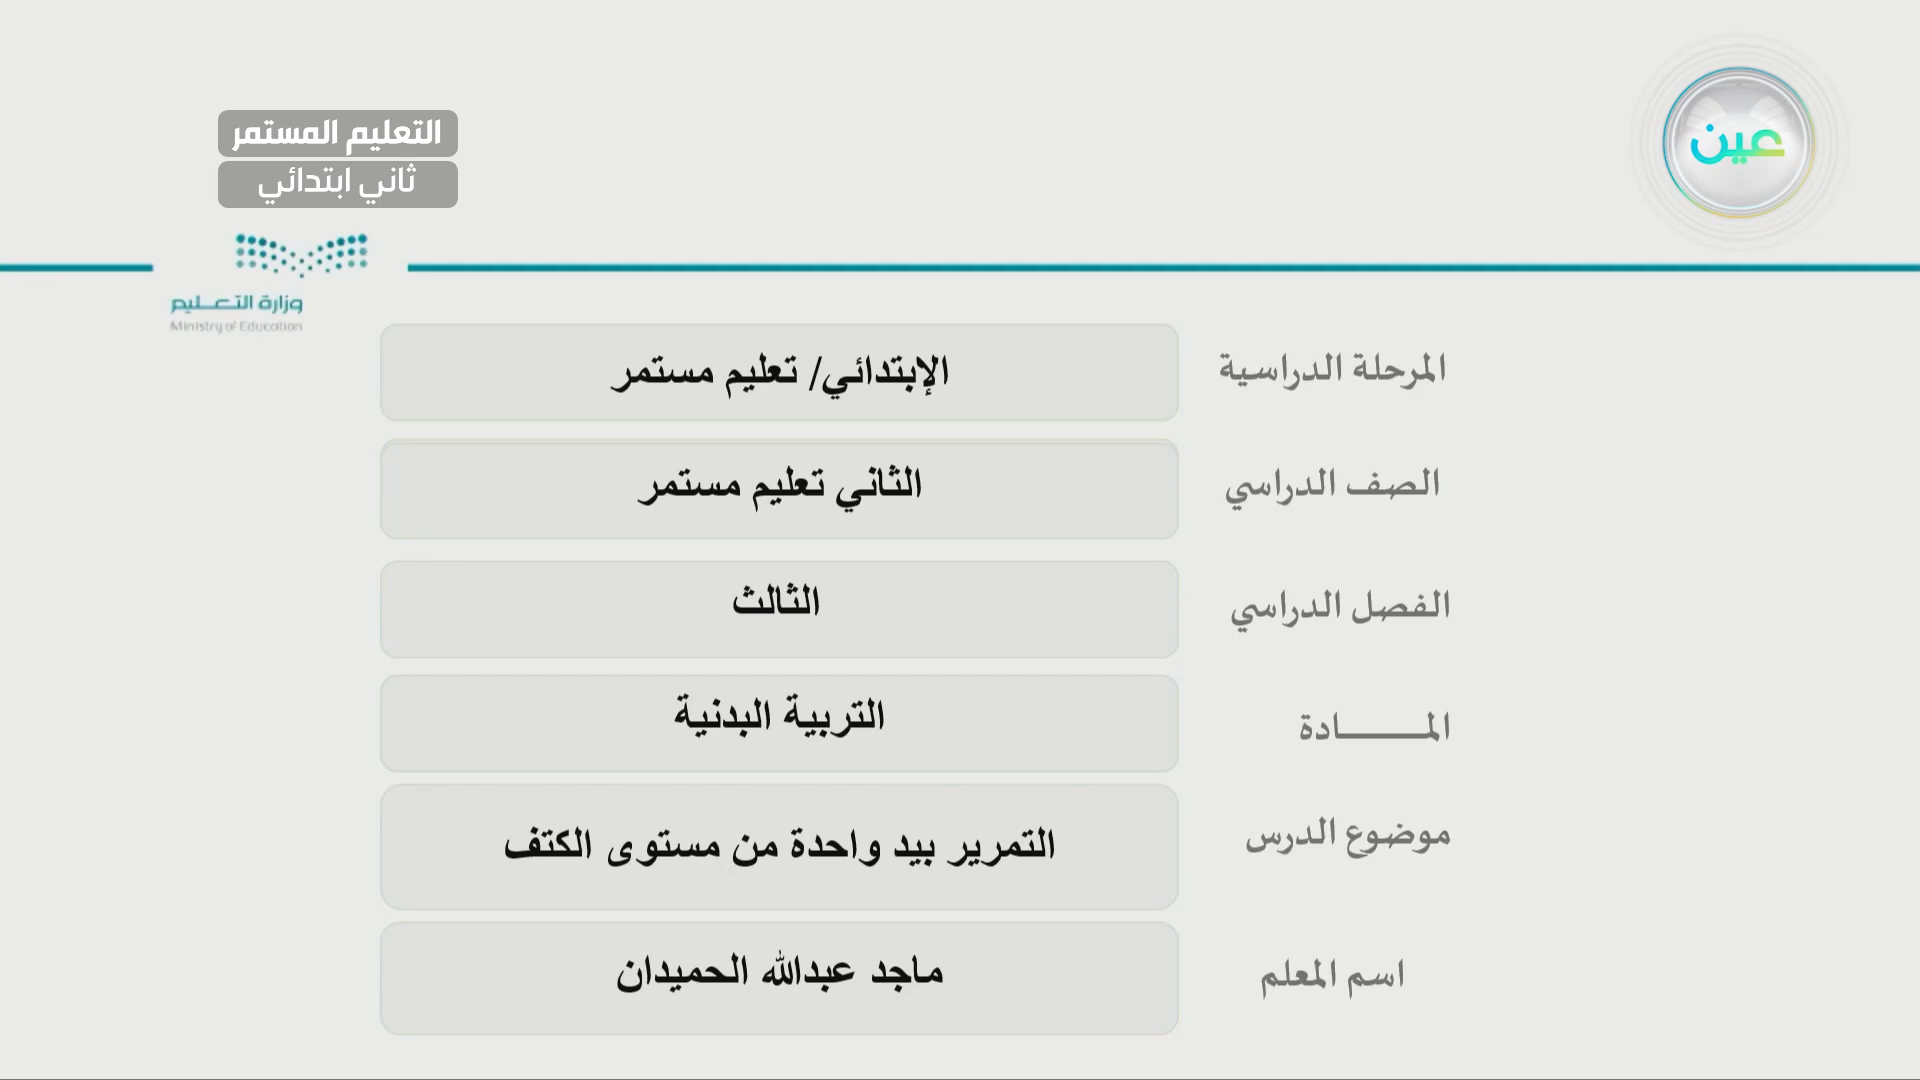 عين
التعليم المستمر
ثاني ابتدائي
وزارة التعليم
Ministry of Education
المرحلة الدراسية الإبتدائي/ تعليم مستمر
الصف الدراسي الثاني تعليم مستمر
الفصل الدراسي الثالث
المـــــــادة التربية البدنية
موضوع الدرس التمرير بيد واحدة من مستوى الكتف
اسم المعلم ماجد عبدالله الحميدان